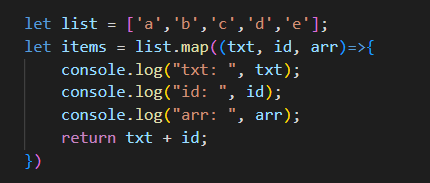 let list = ['a','b','c','d','e'];
let items = list.map((txt, id, arr)=>{
    console.log("txt: ", txt);
    console.log("id: ", id);
    console.log("arr: ", arr);
    return txt + id;
})